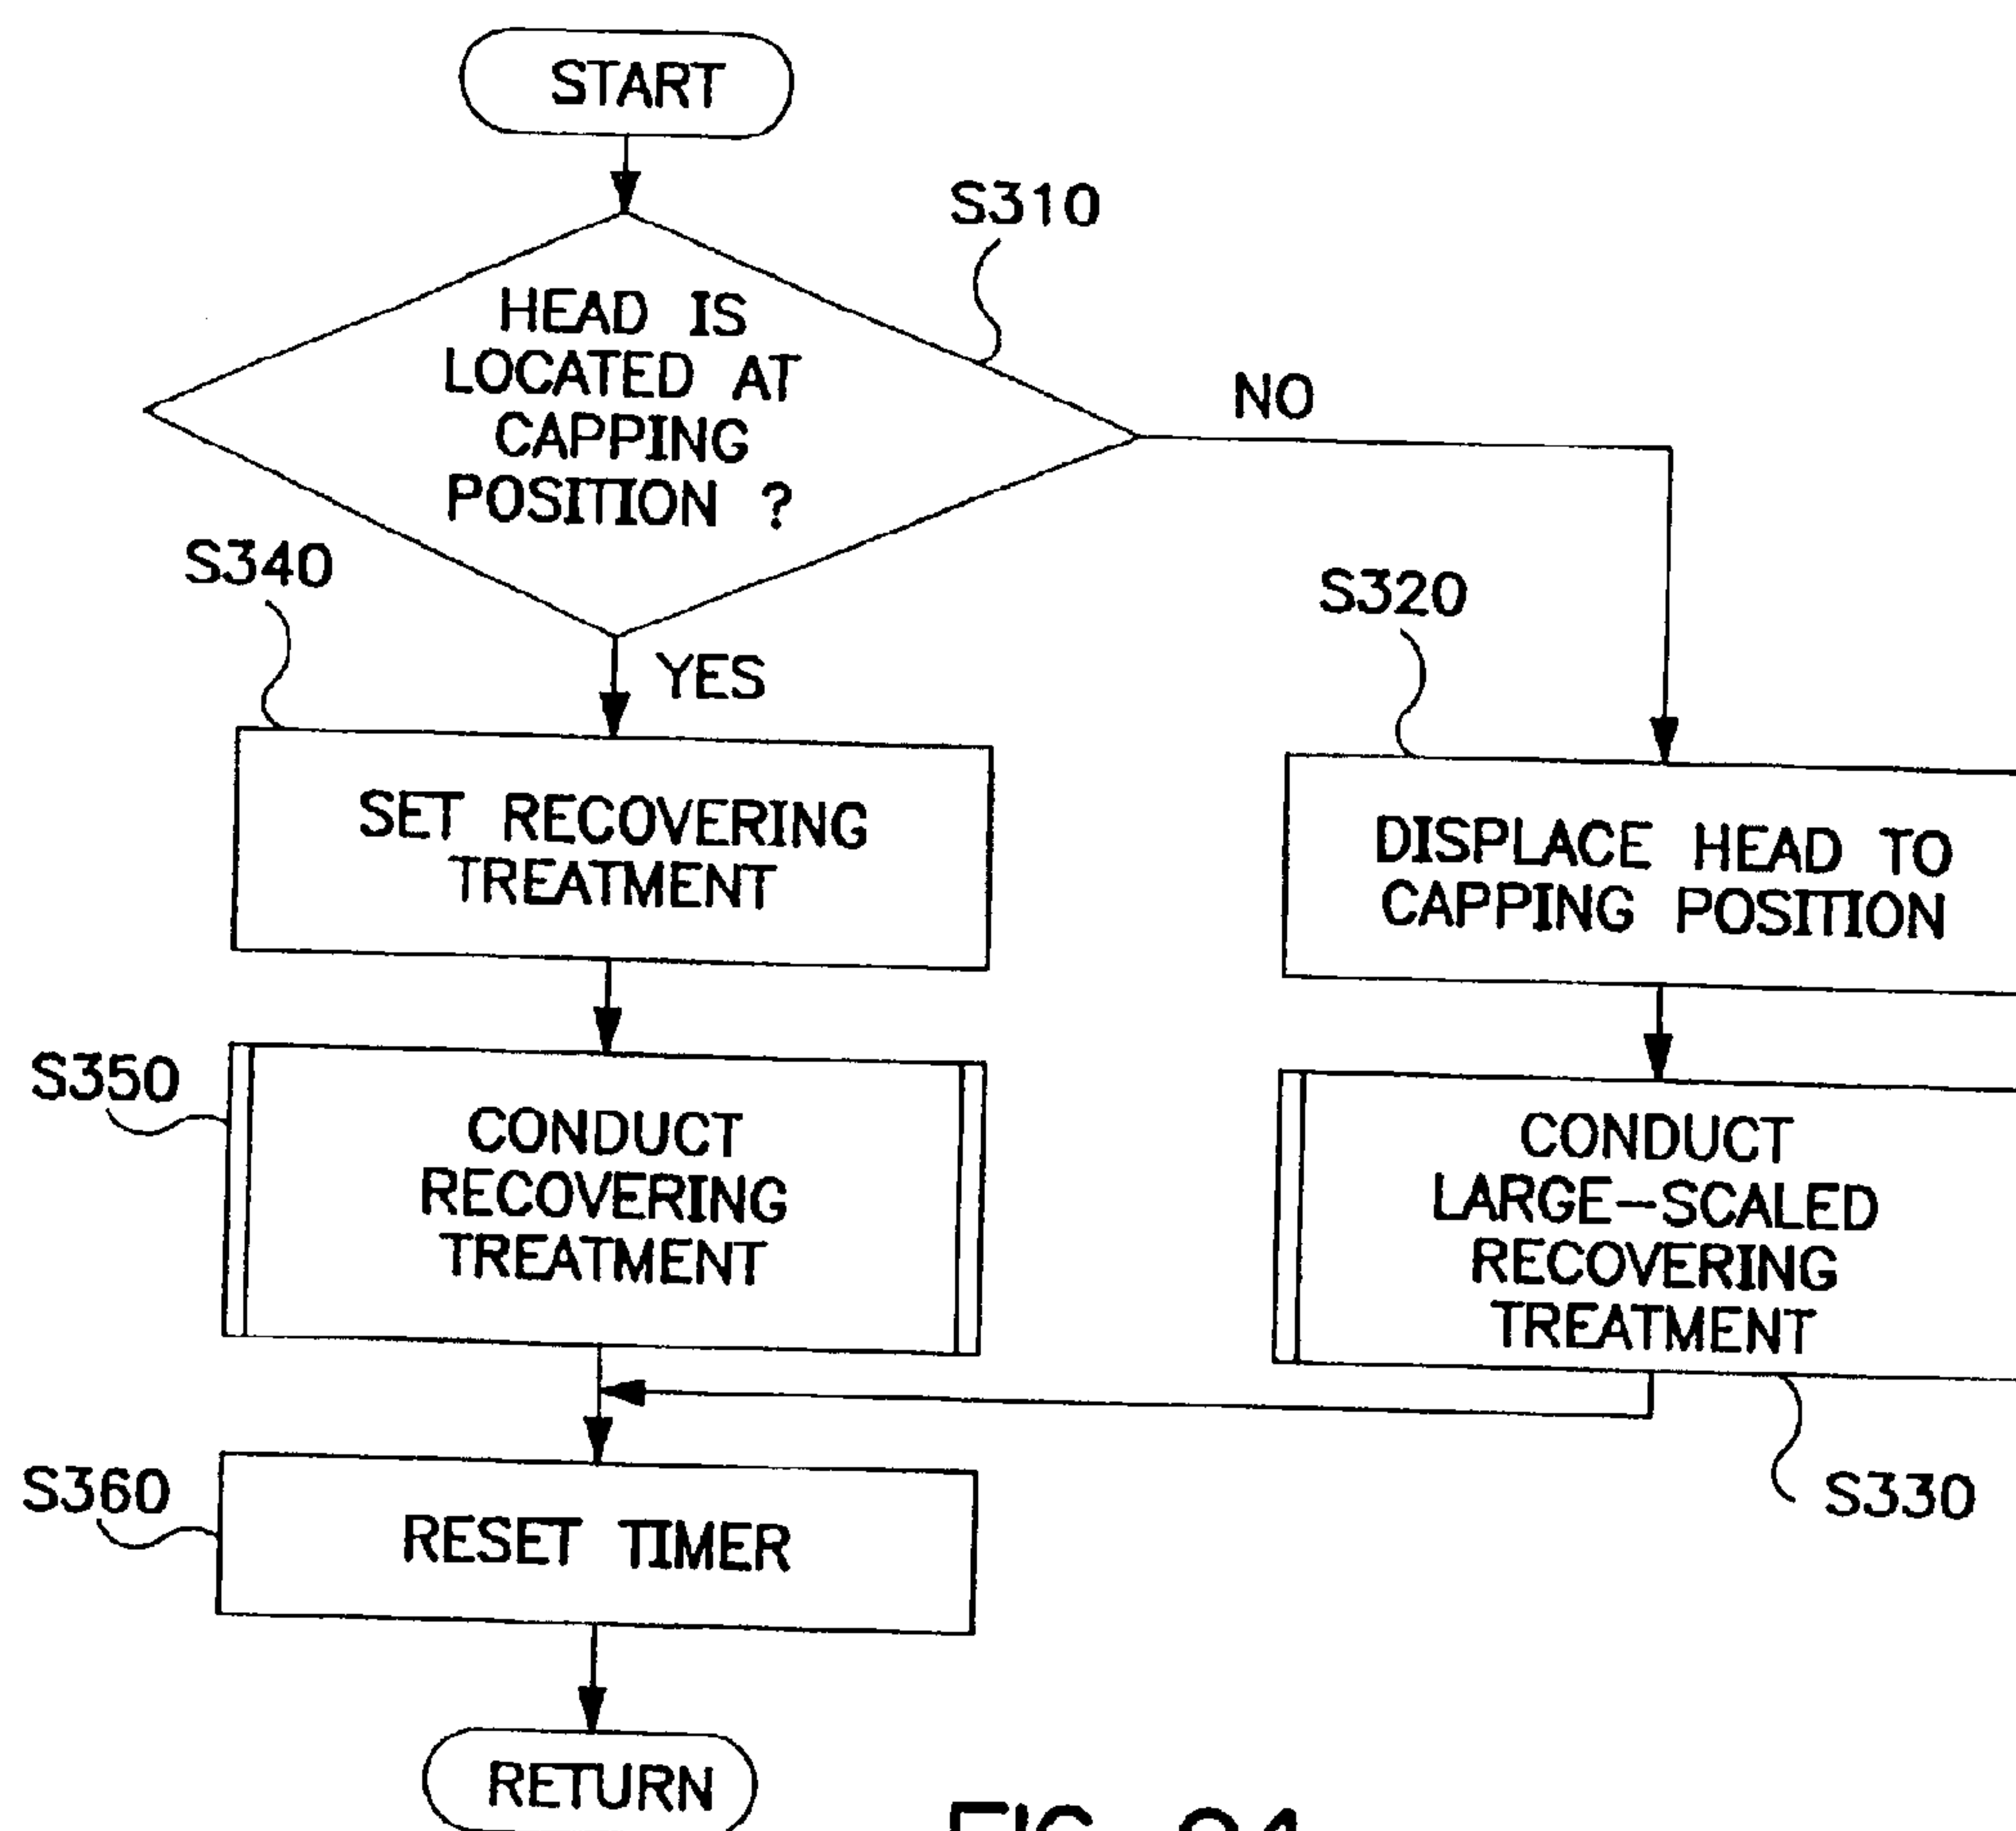 START
S310
HEAD IS
LOCATED AT
CAPPING
POSITION ?
NO
YES
S340
SET RECOVERING
TREATMENT
S320
DISPLACE HEAD TO
CAPPING POSITION
S350
CONDUCT
RECOVERING
TREATMENT
CONDUCT
LARGE-SCALED
RECOVERING
TREATMENT
S330
S360
RESET TIMER
RETURN
FIG.